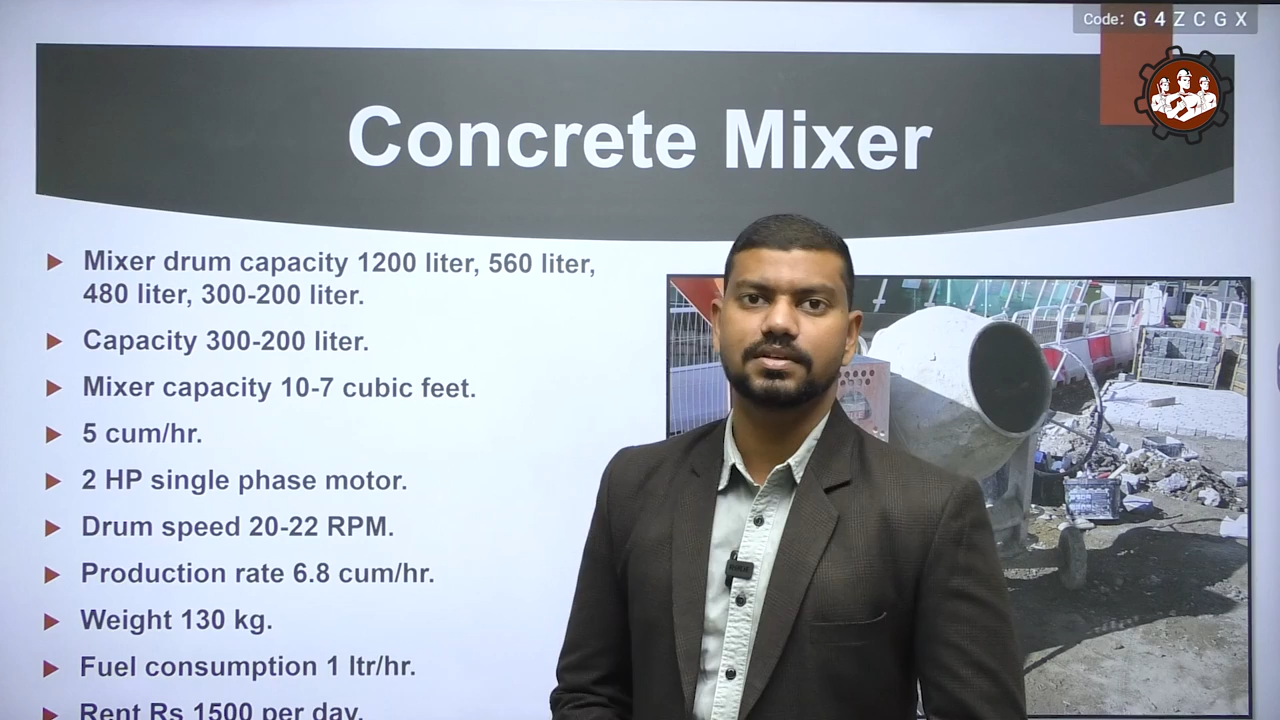 Code: G 4 Z C G X
Concrete Mixer
Mixer drum capacity 1200 liter, 560 liter,
480 liter, 300-200 liter.
Capacity 300-200 liter.
Mixer capacity 10-7 cubic feet.
5 cum/hr.
2 HP single phase motor.
Drum speed 20-22 RPM.
Production rate 6.8 cum/hr.
Weight 130 kg.
Fuel consumption 1 ltr/hr.
Rent Rs 1500 per day.